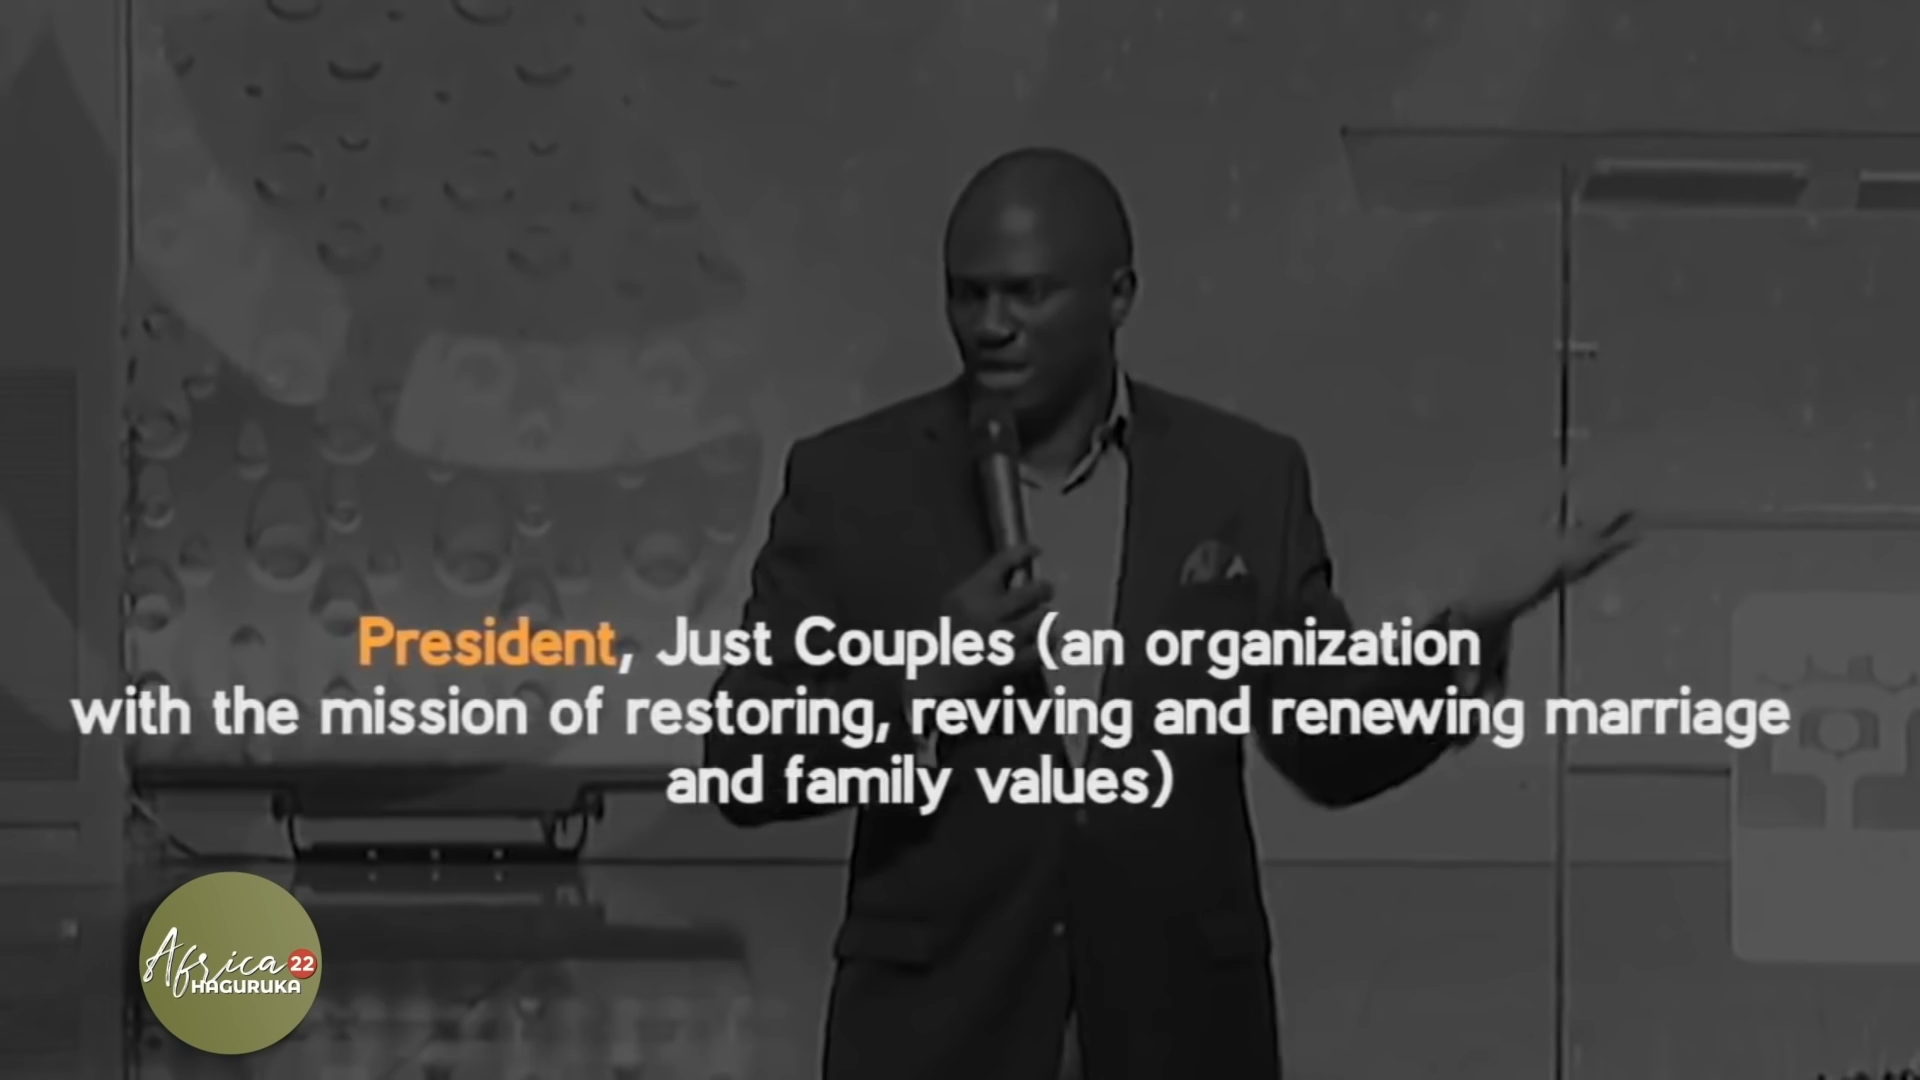 President, Just Couples (an organization
with the mission of restoring, reviving and renewing marriage
and family values)
Africa 22
HAGURUKA